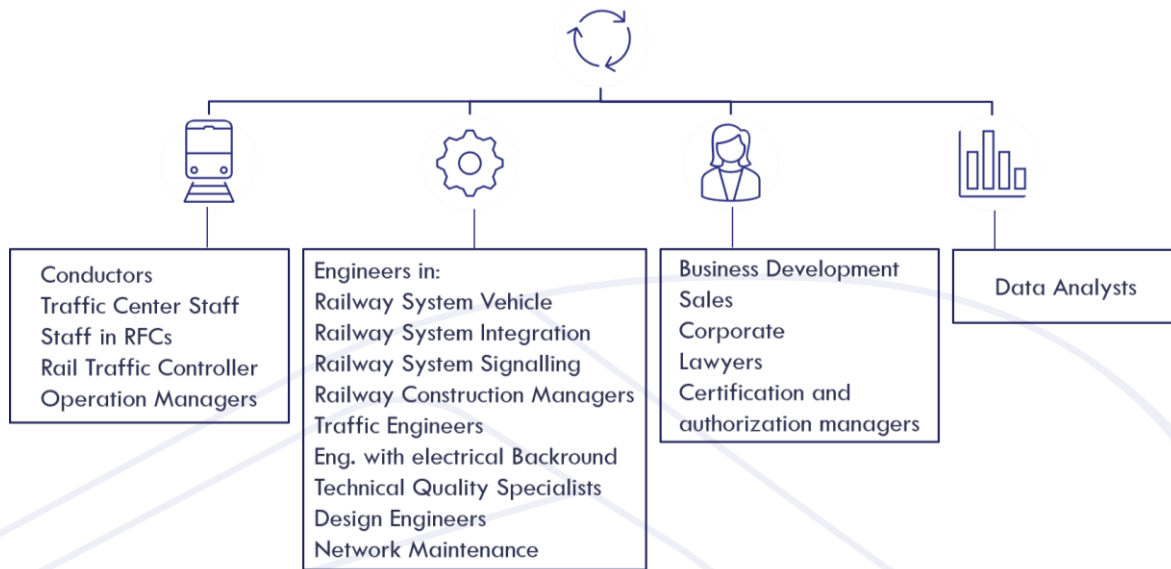 Conductors
Traffic Center Staff
Staff in RFCs
Rail Traffic Controller
Operation Managers
Engineers in:
Railway System Vehicle
Railway System Integration
Railway System Signalling
Railway Construction Managers
Traffic Engineers
Eng. with electrical Backround
Technical Quality Specialists
Design Engineers
Network Maintenance
Business Development
Sales
Corporate
Lawyers
Certification and
authorization managers
Data Analysts